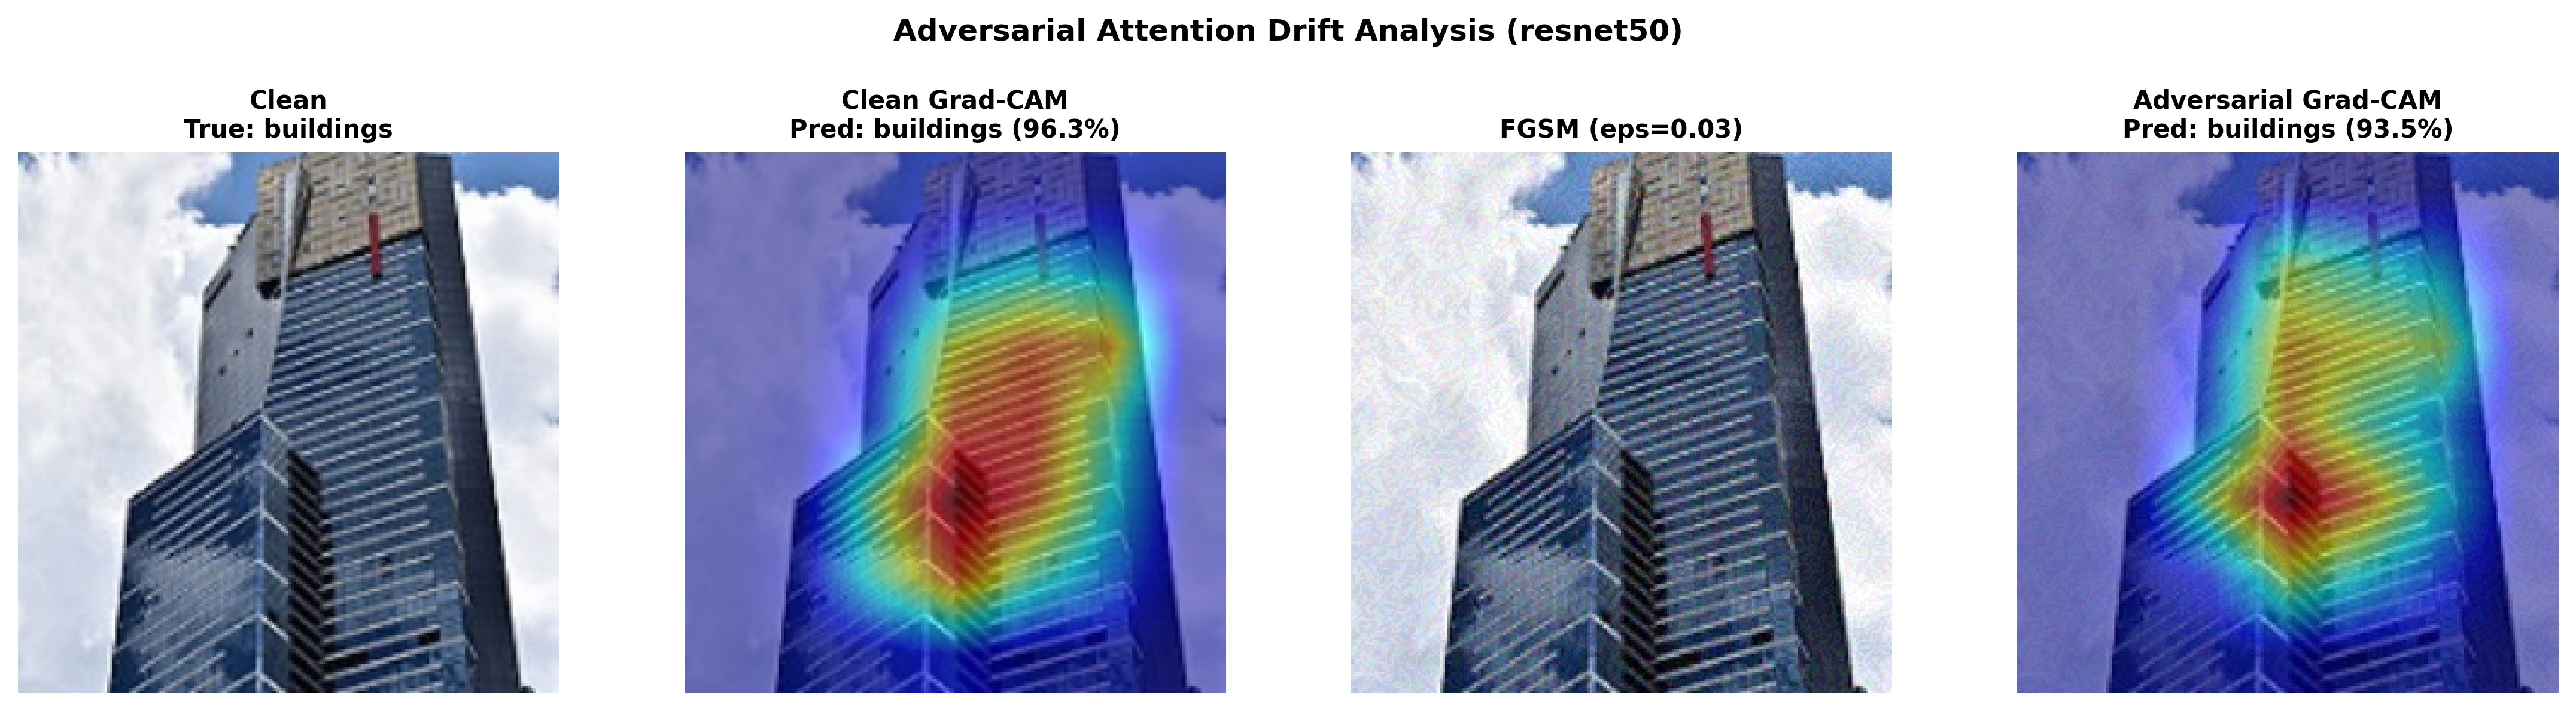 Adversarial Attention Drift Analysis (resnet50)
Clean
True: buildings
Clean Grad-CAM
Pred: buildings (96.3%)
FGSM (eps=0.03)
Adversarial Grad-CAM
Pred: buildings (93.5%)